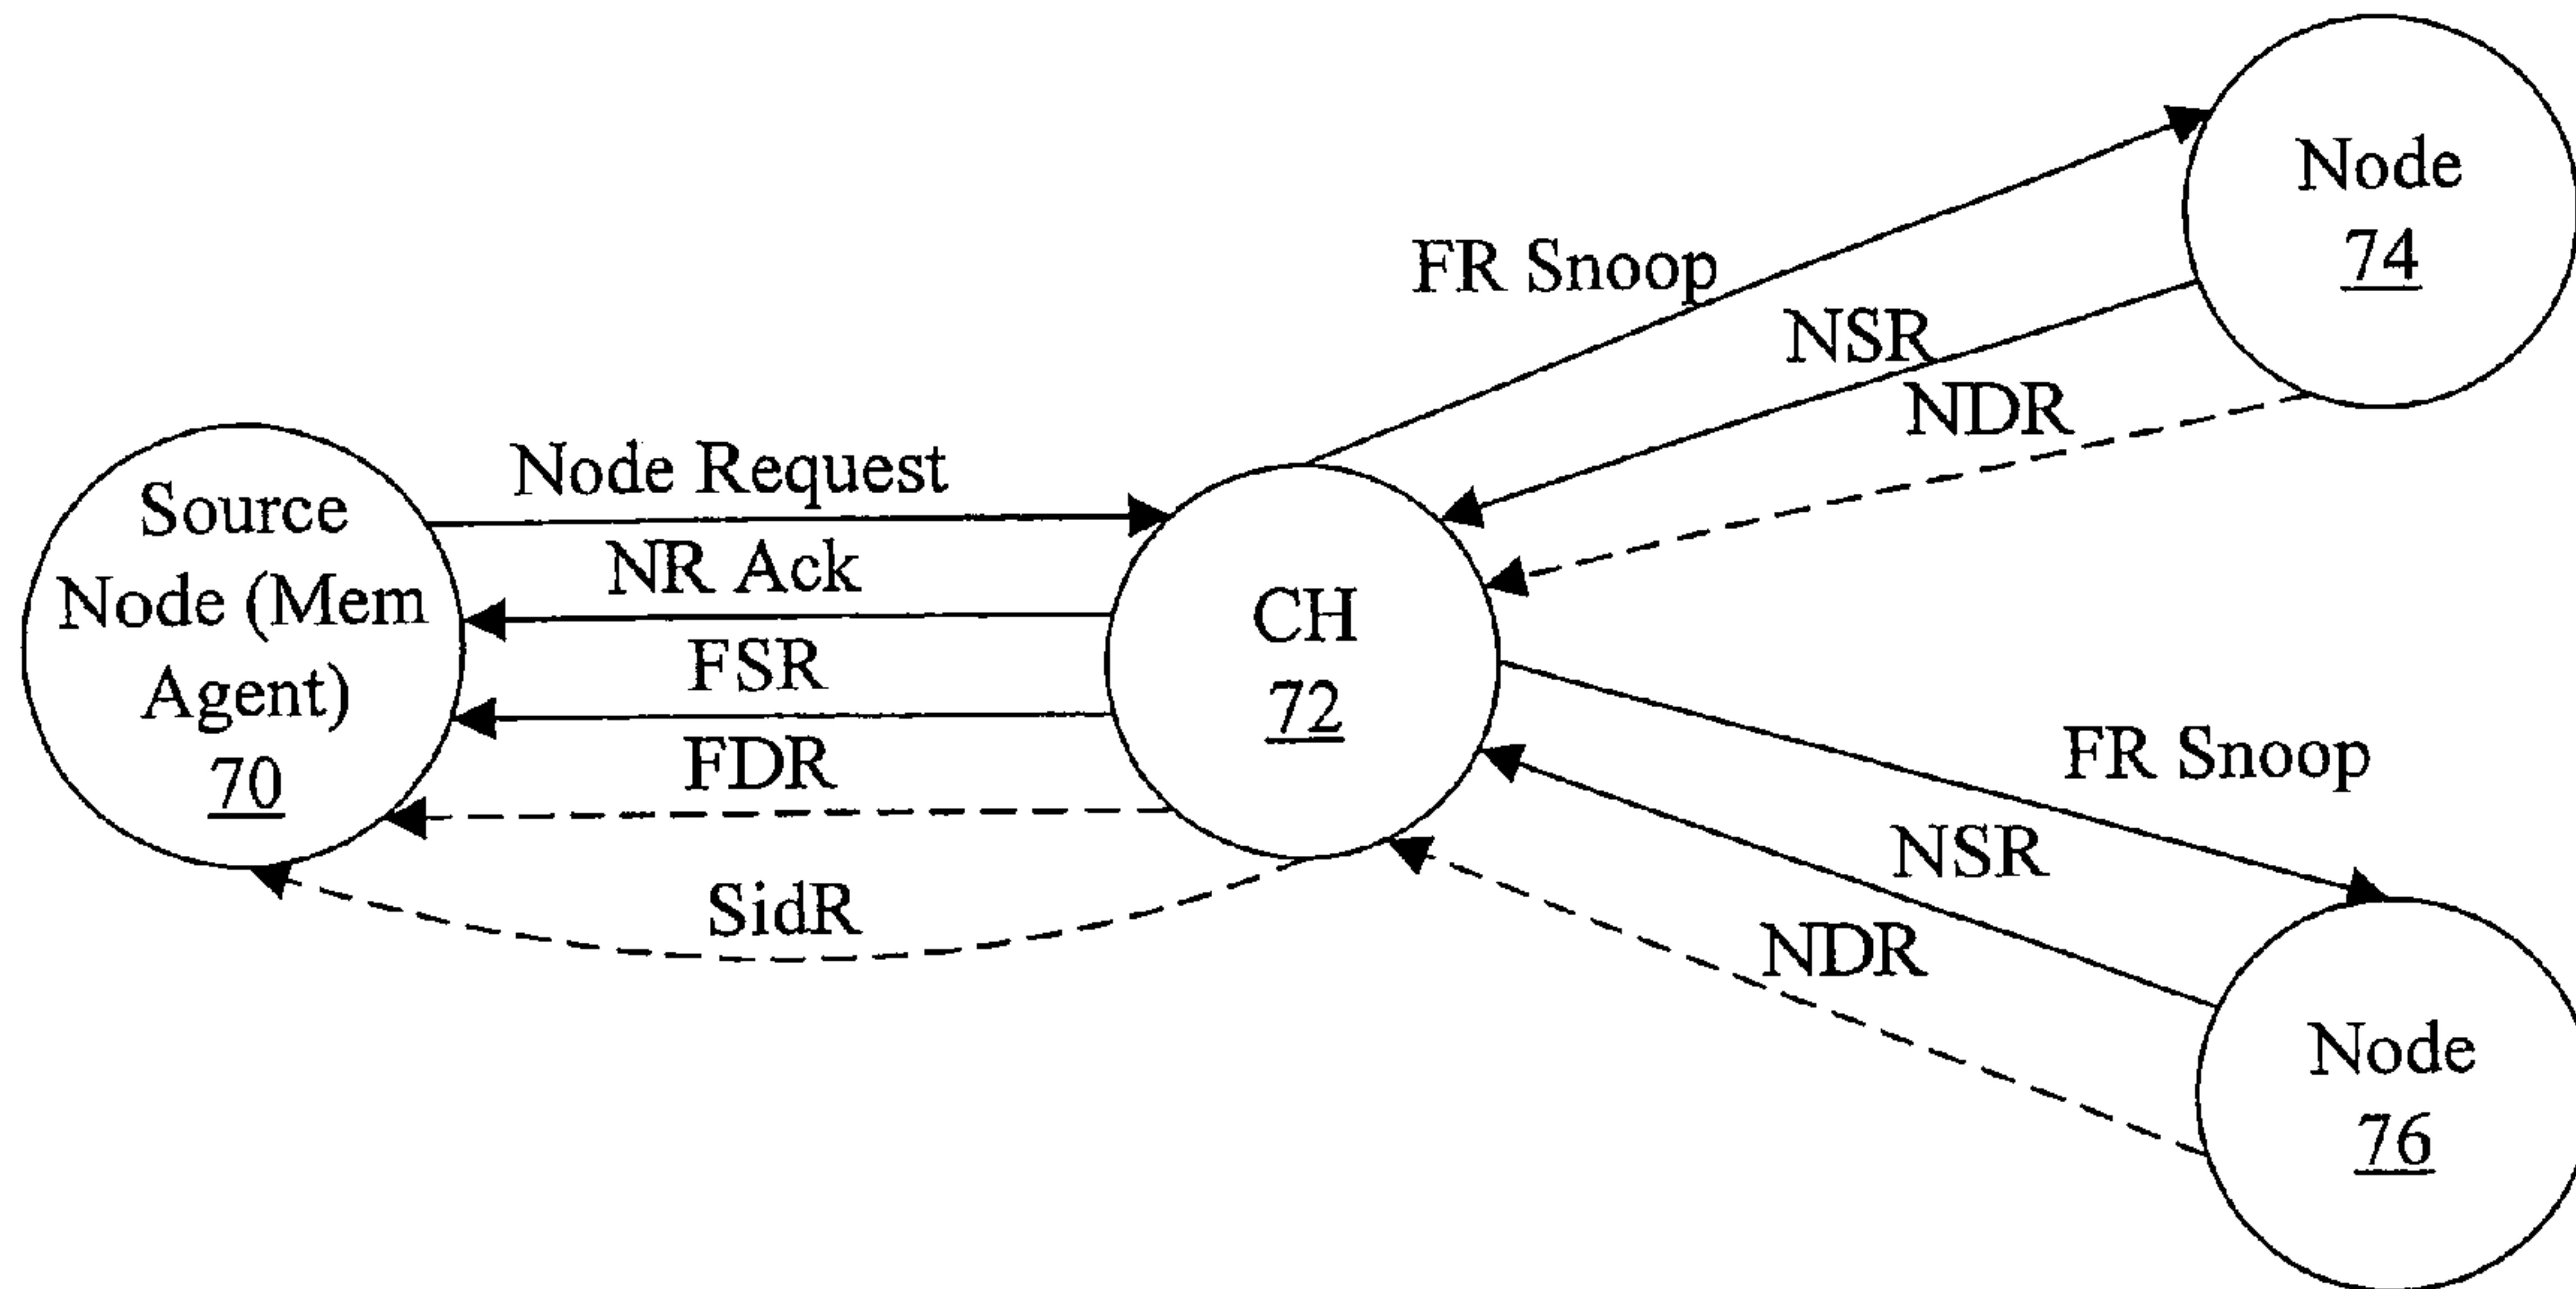 Source
Node (Mem
Agent)
70
Node Request
NR Ack
FSR
FDR
SidR
CH
72
FR Snoop
NSR
NDR
Node
74
FR Snoop
NSR
NDR
Node
76